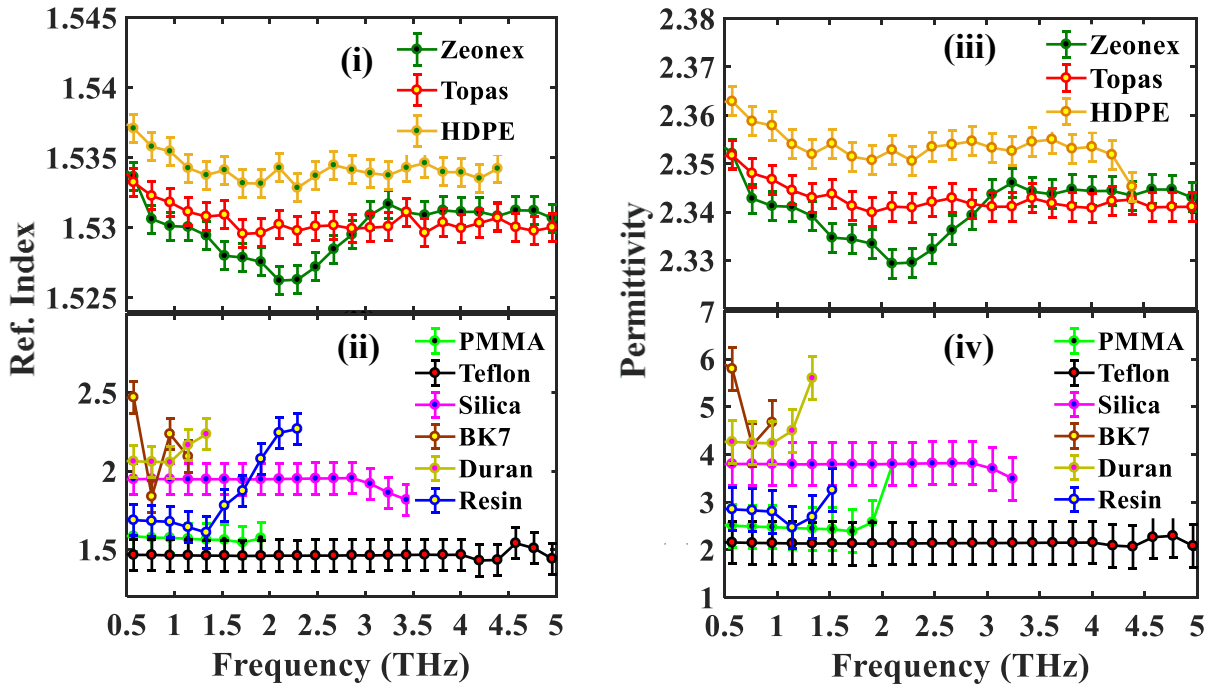 1.545
1.54
1.535
1.53
1.525
Ref. Index
(i)
Zeonex
Topas
HDPE
2.5
2
1.5
(ii)
PMMA
Teflon
Silica
BK7
Duran
Resin
0.5 1 1.5 2 2.5 3 3.5 4 4.5 5
Frequency (THz)
2.38
2.37
2.36
2.35
2.34
2.33
Permittivity
(iii)
Zeonex
Topas
HDPE
7
6
5
4
3
2
1
(iv)
PMMA
Teflon
Silica
BK7
Duran
Resin
0.5 1 1.5 2 2.5 3 3.5 4 4.5 5
Frequency (THz)